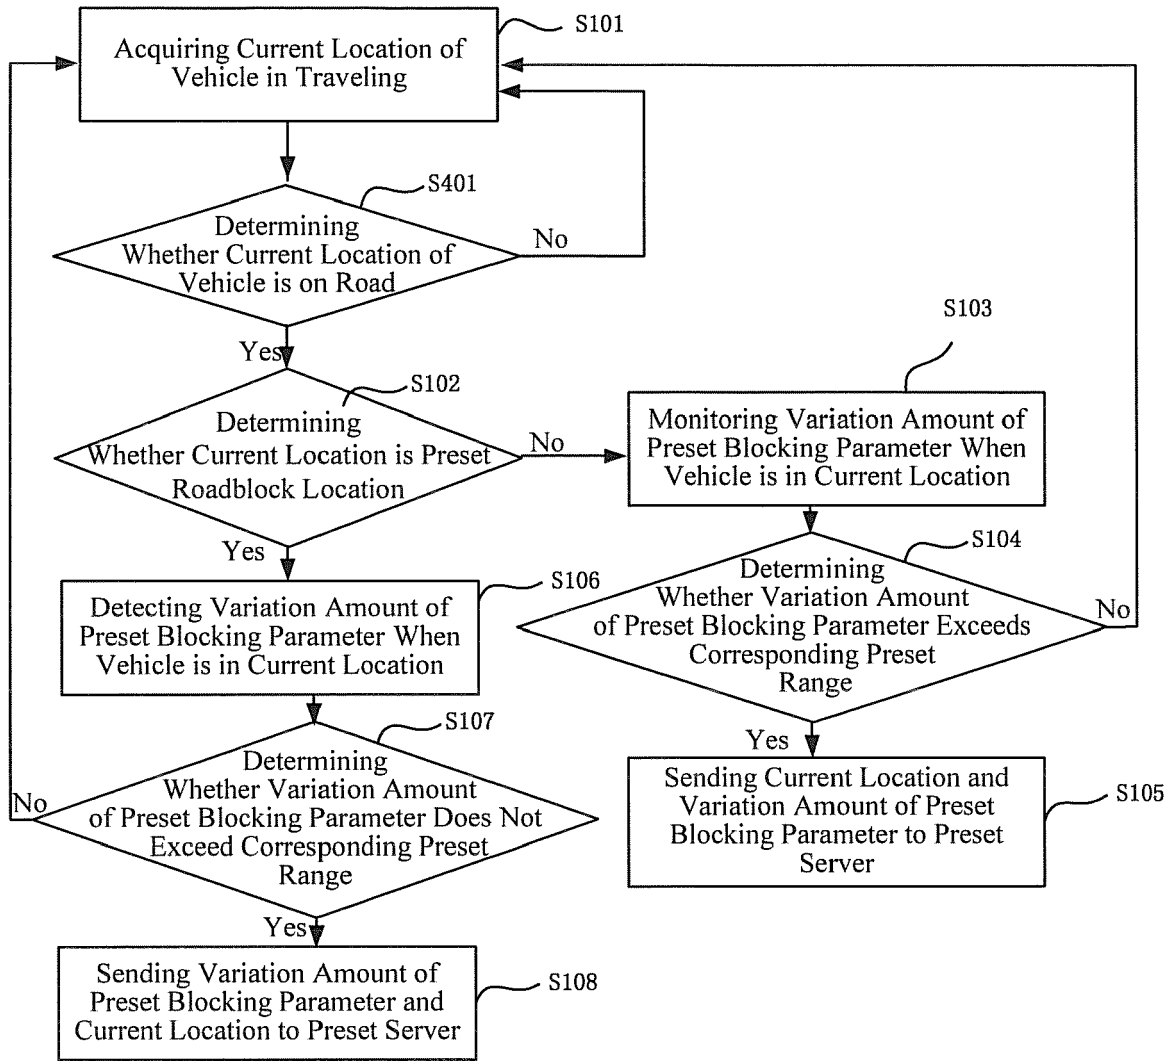 S101
Acquiring Current Location of
Vehicle in Traveling
S401
Determining
Whether Current Location of
Vehicle is on Road
No
Yes
S102
Determining
Whether Current Location is Preset
Roadblock Location
No
Yes
S103
Monitoring Variation Amount of
Preset Blocking Parameter When
Vehicle is in Current Location
S104
Determining
Whether Variation Amount
of Preset Blocking Parameter Exceeds
Corresponding Preset
Range
No
Yes
S106
Detecting Variation Amount of
Preset Blocking Parameter When
Vehicle is in Current Location
S107
Determining
Whether Variation Amount
of Preset Blocking Parameter Does Not
Exceed Corresponding Preset
Range
No
Yes
Sending Current Location and
Variation Amount of Preset
Blocking Parameter to Preset
Server
S105
Sending Variation Amount of
Preset Blocking Parameter and
Current Location to Preset Server
S108